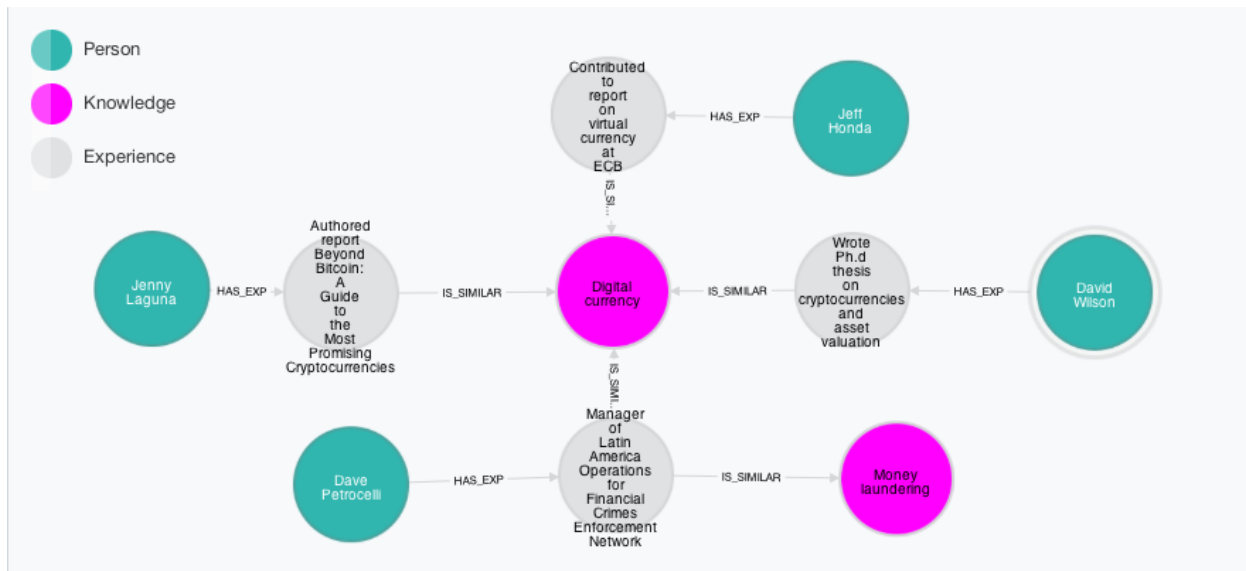 Person
Knowledge
Experience
Contributed
to
report
on
virtual
currency
at
ECB
HAS_EXP
Jeff
Honda
IS_SI...
Jenny
Laguna
HAS_EXP
Authored
report
Beyond
Bitcoin:
A
Guide
to
the
Most
Promising
Cryptocurrencies
IS_SIMILAR
Digital
currency
IS_SIMILAR
Wrote
Ph.d
thesis
on
cryptocurrencies
and
asset
valuation
HAS_EXP
David
Wilson
IS_SIMI...
Dave
Petrocelli
HAS_EXP
Manager
of
Latin
America
Operations
for
Financial
Crimes
Enforcement
Network
IS_SIMILAR
Money
laundering